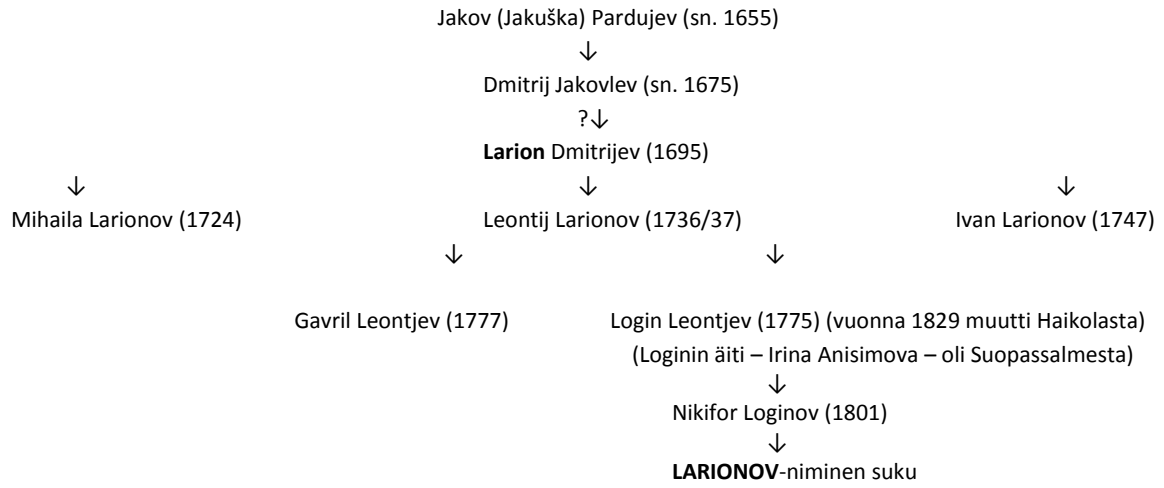 Jakov (Jakuška) Pardujev (sn. 1655)
↓
Dmitrij Jakovlev (sn. 1675)
?↓
Larion Dmitrijev (1695)
↓ ↓ ↓
Mihaila Larionov (1724) Leontij Larionov (1736/37) Ivan Larionov (1747)
↓ ↓
Gavril Leontjev (1777) Login Leontjev (1775) (vuonna 1829 muutti Haikolasta)
(Loginin äiti – Irina Anisimova – oli Suopassalmesta)
↓
Nikifor Loginov (1801)
↓
LARIONOV-niminen suku